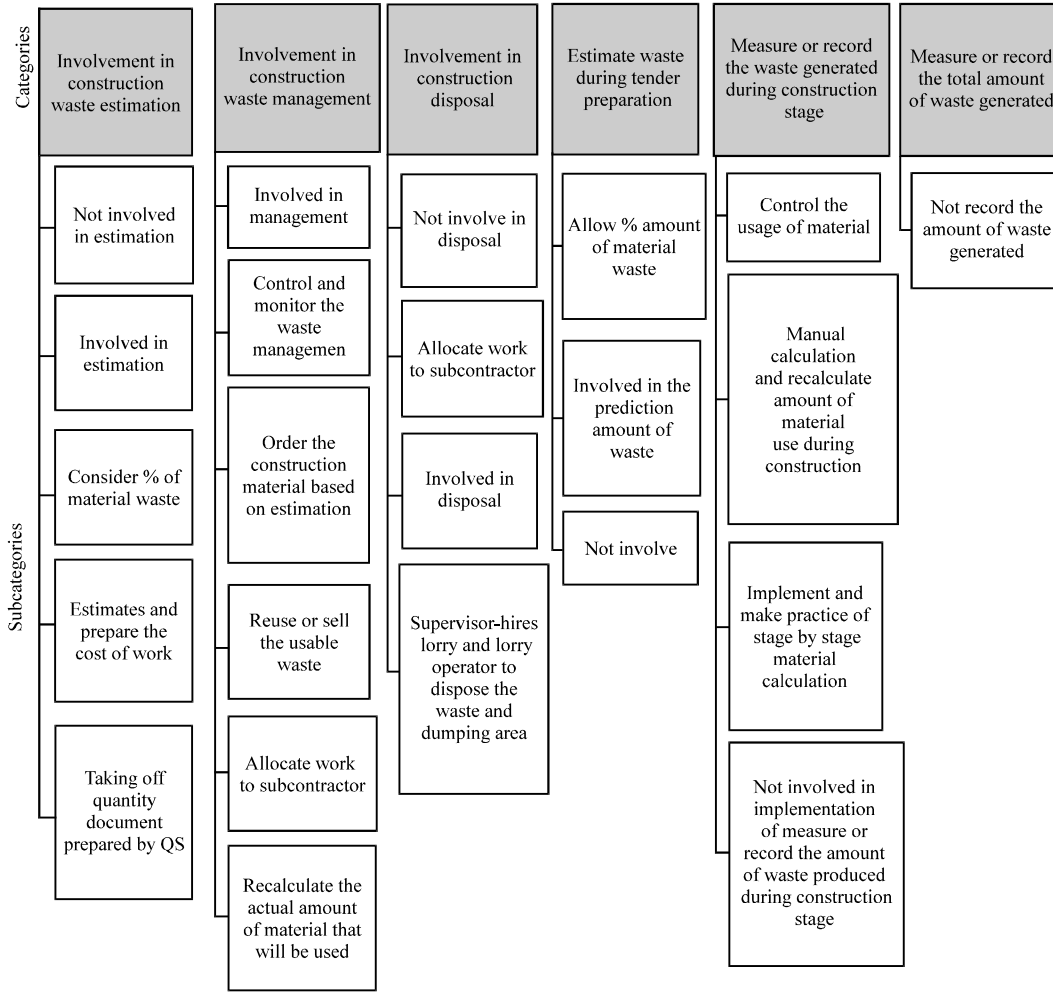 Categories
Involvement in
construction
waste estimation
Not involved
in estimation
Involved in
estimation
Consider % of
material waste
Estimates and
prepare the
cost of work
Taking off
quantity
document
prepared by QS
Involvement in
construction
waste management
Involved in
management
Control and
monitor the
waste
managemen
Order the
construction
material based
on estimation
Reuse or sell
the usable
waste
Allocate work
to subcontractor
Recalculate the
actual amount
of material that
will be used
Involvement in
construction
disposal
Not involve in
disposal
Allocate work
to subcontractor
Involved in
disposal
Supervisor-hires
lorry and lorry
operator to
dispose the
waste and
dumping area
Estimate waste
during tender
preparation
Allow % amount
of material
waste
Involved in the
prediction
amount of
waste
Not involve
Measure or record
the waste generated
during construction
stage
Control the
usage of material
Manual
calculation
and recalculate
amount of
material
use during
construction
Implement and
make practice of
stage by stage
material
calculation
Not involved in
implementation
of measure or
record the amount
of waste produced
during construction
stage
Measure or record
the total amount
of waste generated
Not record the
amount of waste
generated
Subcategories